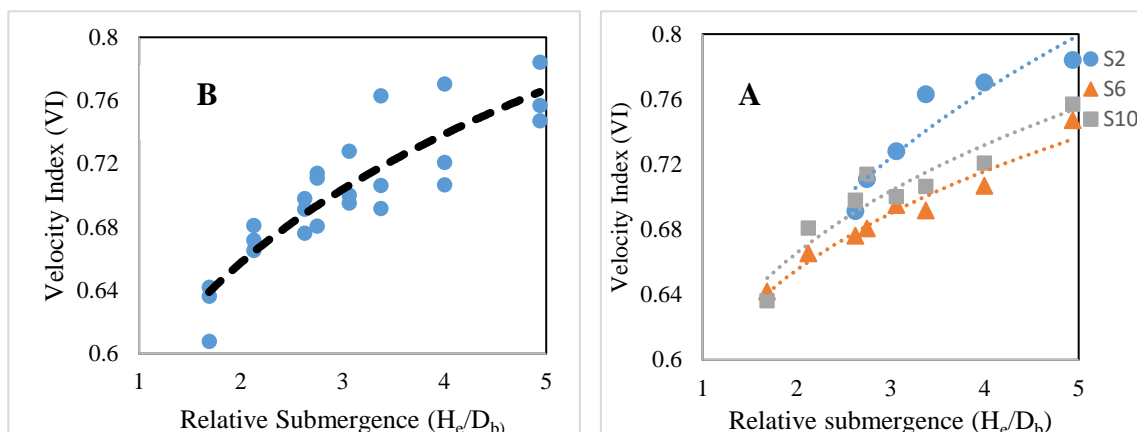 0.8
0.76
0.72
0.68
0.64
0.6
1 2 3 4 5
Velocity Index (VI)
Relative Submergence (Hₑ/D_b)
B
0.8
0.76
0.72
0.68
0.64
0.6
1 2 3 4 5
Velocity Index (VI)
Relative submergence (Hₑ/D_b)
A
S2
S6
S10